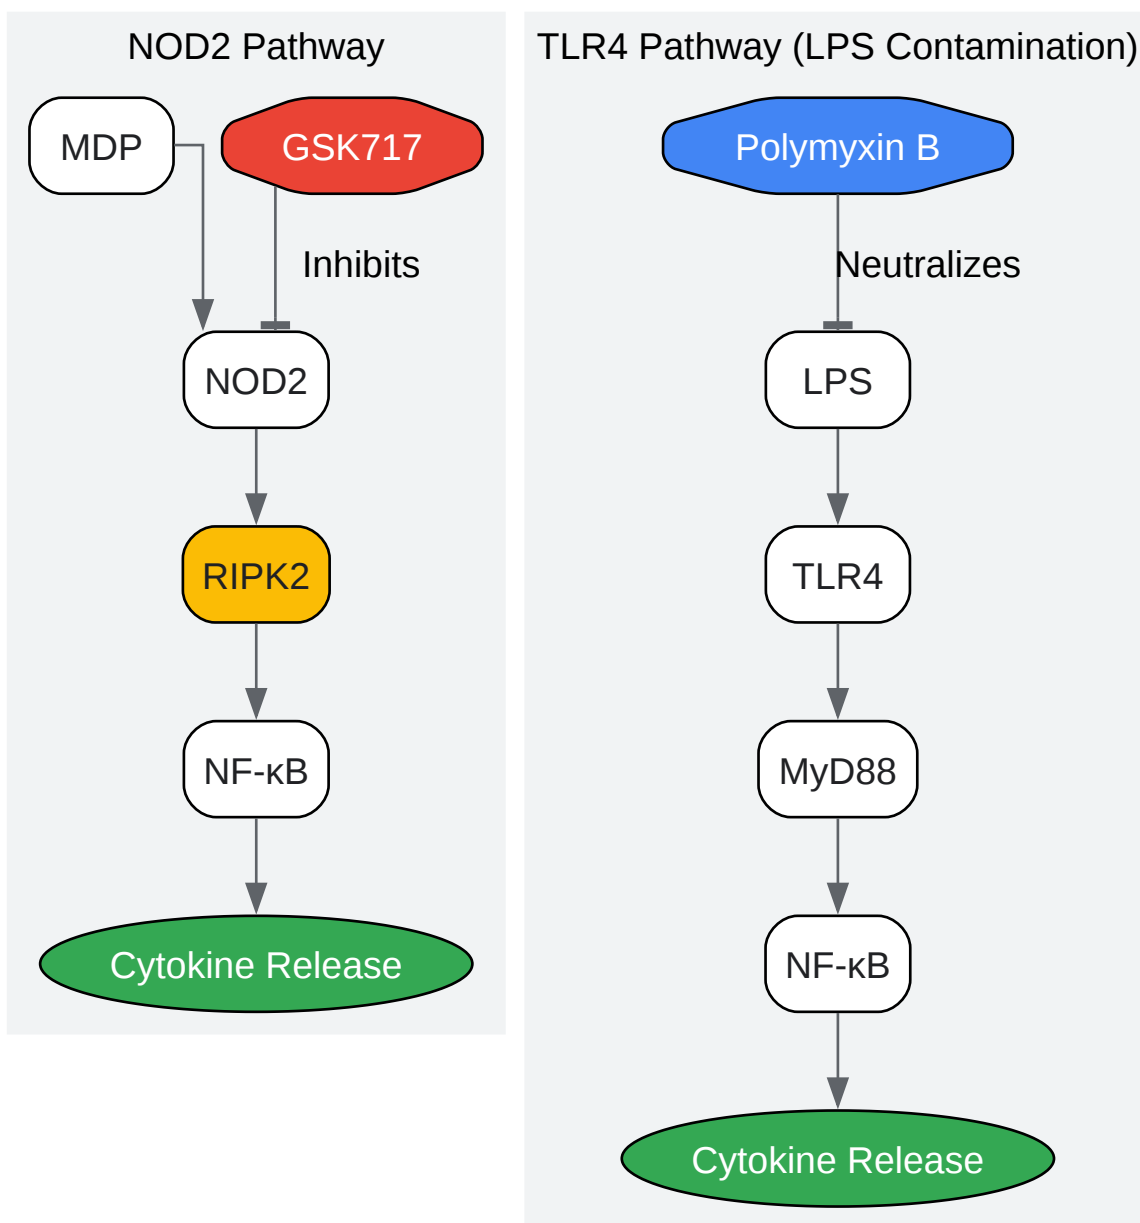 NOD2 Pathway
MDP
GSK717
Inhibits
NOD2
RIPK2
NF-κB
Cytokine Release
TLR4 Pathway (LPS Contamination)
Polymyxin B
Neutralizes
LPS
TLR4
MyD88
NF-κB
Cytokine Release